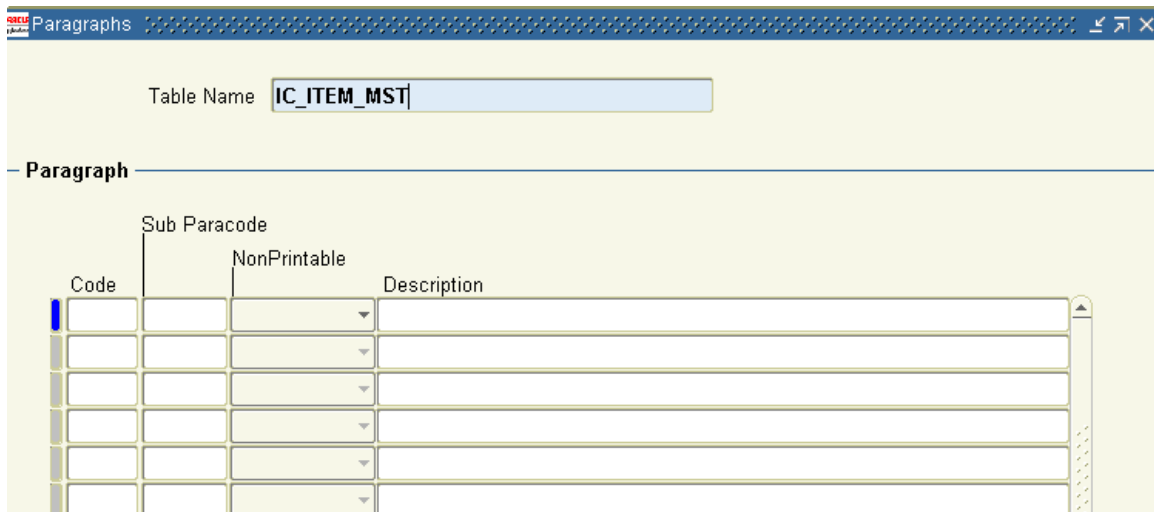 Paragraphs
Table Name IC_ITEM_MST
Paragraph
Sub Paracode
NonPrintable
Code Description